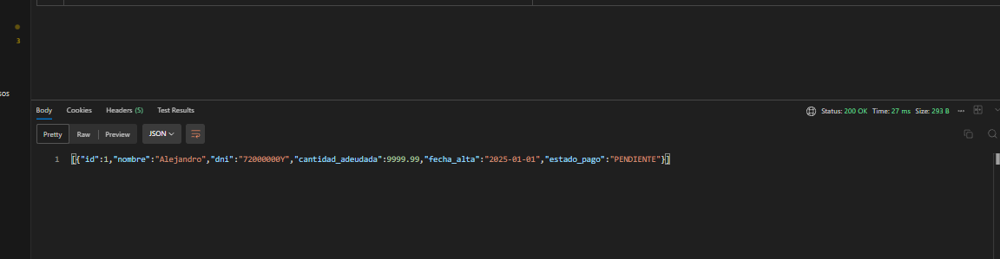 3
sos
Body Cookies Headers (5) Test Results Status: 200 OK Time: 27 ms Size: 293 B
Pretty Raw Preview JSON
1 [{"id":1,"nombre":"Alejandro","dni":"72000000Y","cantidad_adeudada":9999.99,"fecha_alta":"2025-01-01","estado_pago":"PENDIENTE"}]